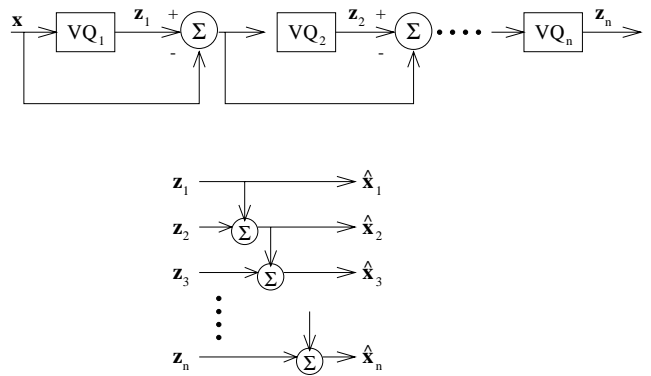 x VQ₁ z₁ + - Σ VQ₂ z₂ + - Σ VQₙ zₙ
z₁ x̂₁
z₂ Σ x̂₂
z₃ Σ x̂₃
zₙ Σ x̂ₙ